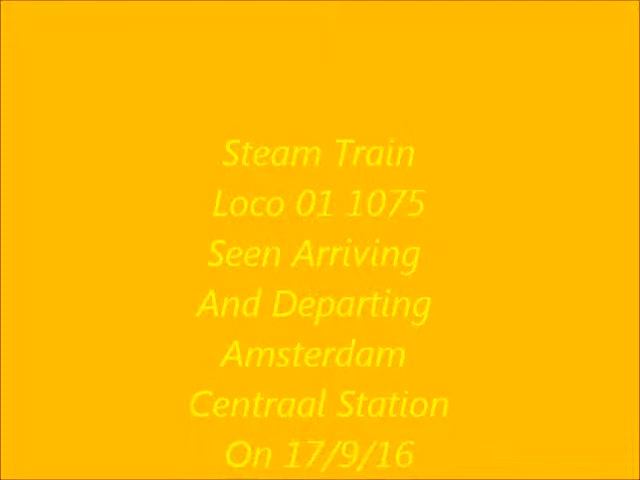 Steam Train
Loco 01 1075
Seen Arriving
And Departing
Amsterdam
Centraal Station
On 17/9/16